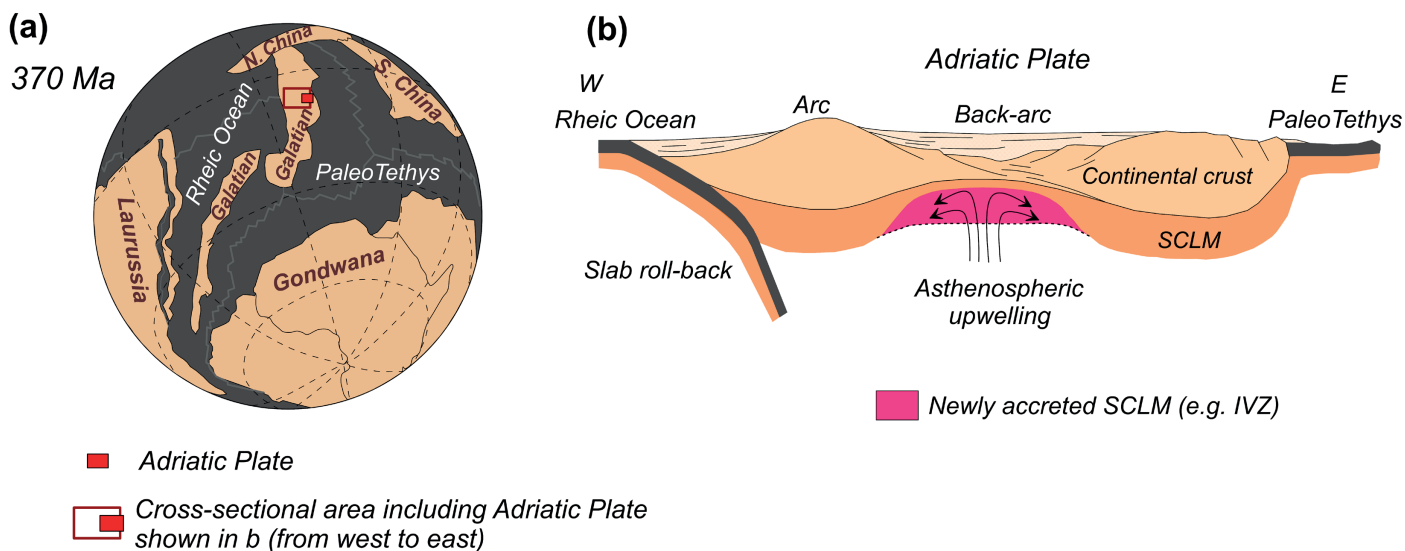 (a)
370 Ma
N. China
S. China
Rheic Ocean
Galatian
Galatian
PaleoTethys
Laurussia
Gondwana
Adriatic Plate
Cross-sectional area including Adriatic Plate
shown in b (from west to east)
(b)
Adriatic Plate
W
E
Rheic Ocean
Arc
Back-arc
PaleoTethys
Continental crust
SCLM
Slab roll-back
Asthenospheric
upwelling
Newly accreted SCLM (e.g. IVZ)